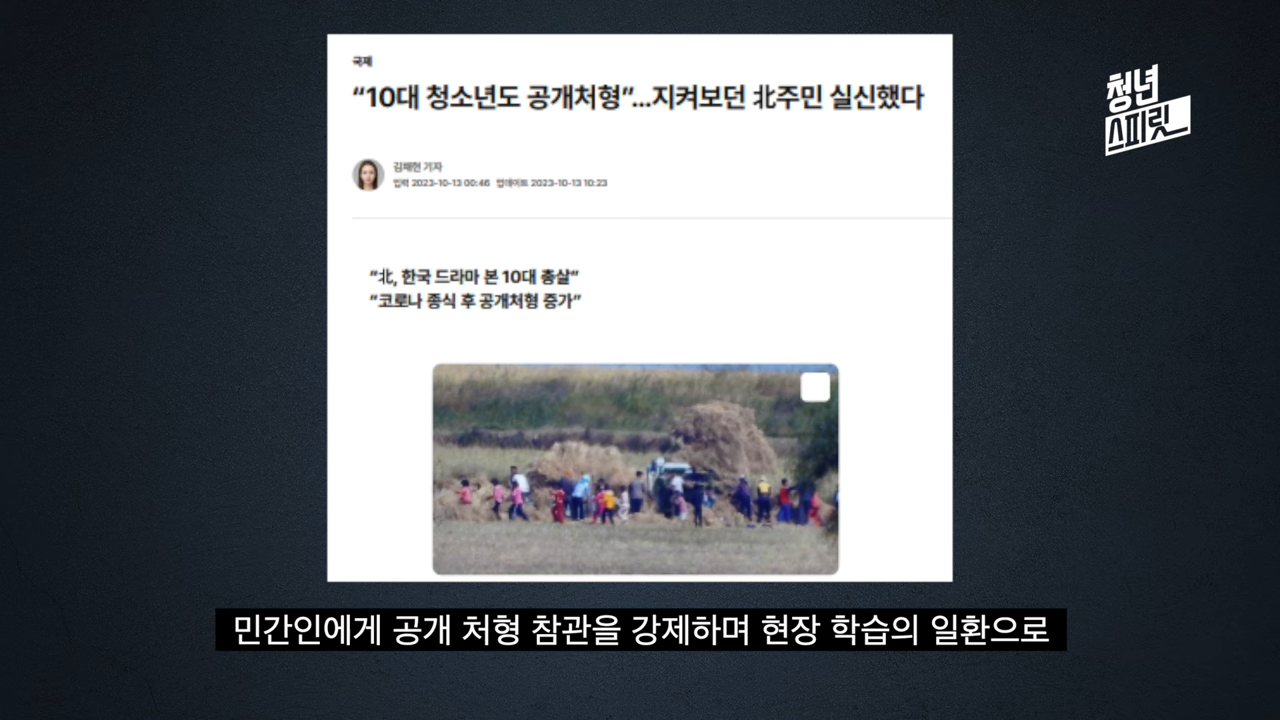 국제
“10대 청소년도 공개처형”...지켜보던 北주민 실신했다
김채현 기자
입력 2023-10-13 00:46 업데이트 2023-10-13 10:23
“北, 한국 드라마 본 10대 총살”
“코로나 종식 후 공개처형 증가”
청년
스피릿
민간인에게 공개 처형 참관을 강제하며 현장 학습의 일환으로